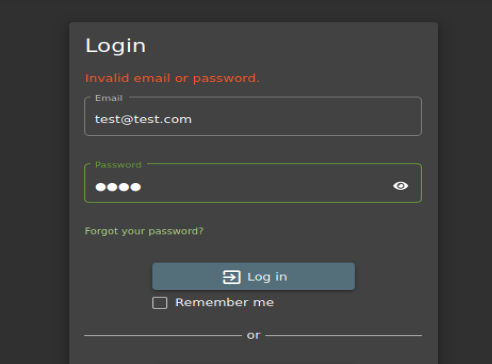 Login
Invalid email or password.
Email
test@test.com
Password
Forgot your password?
Log in
Remember me
or